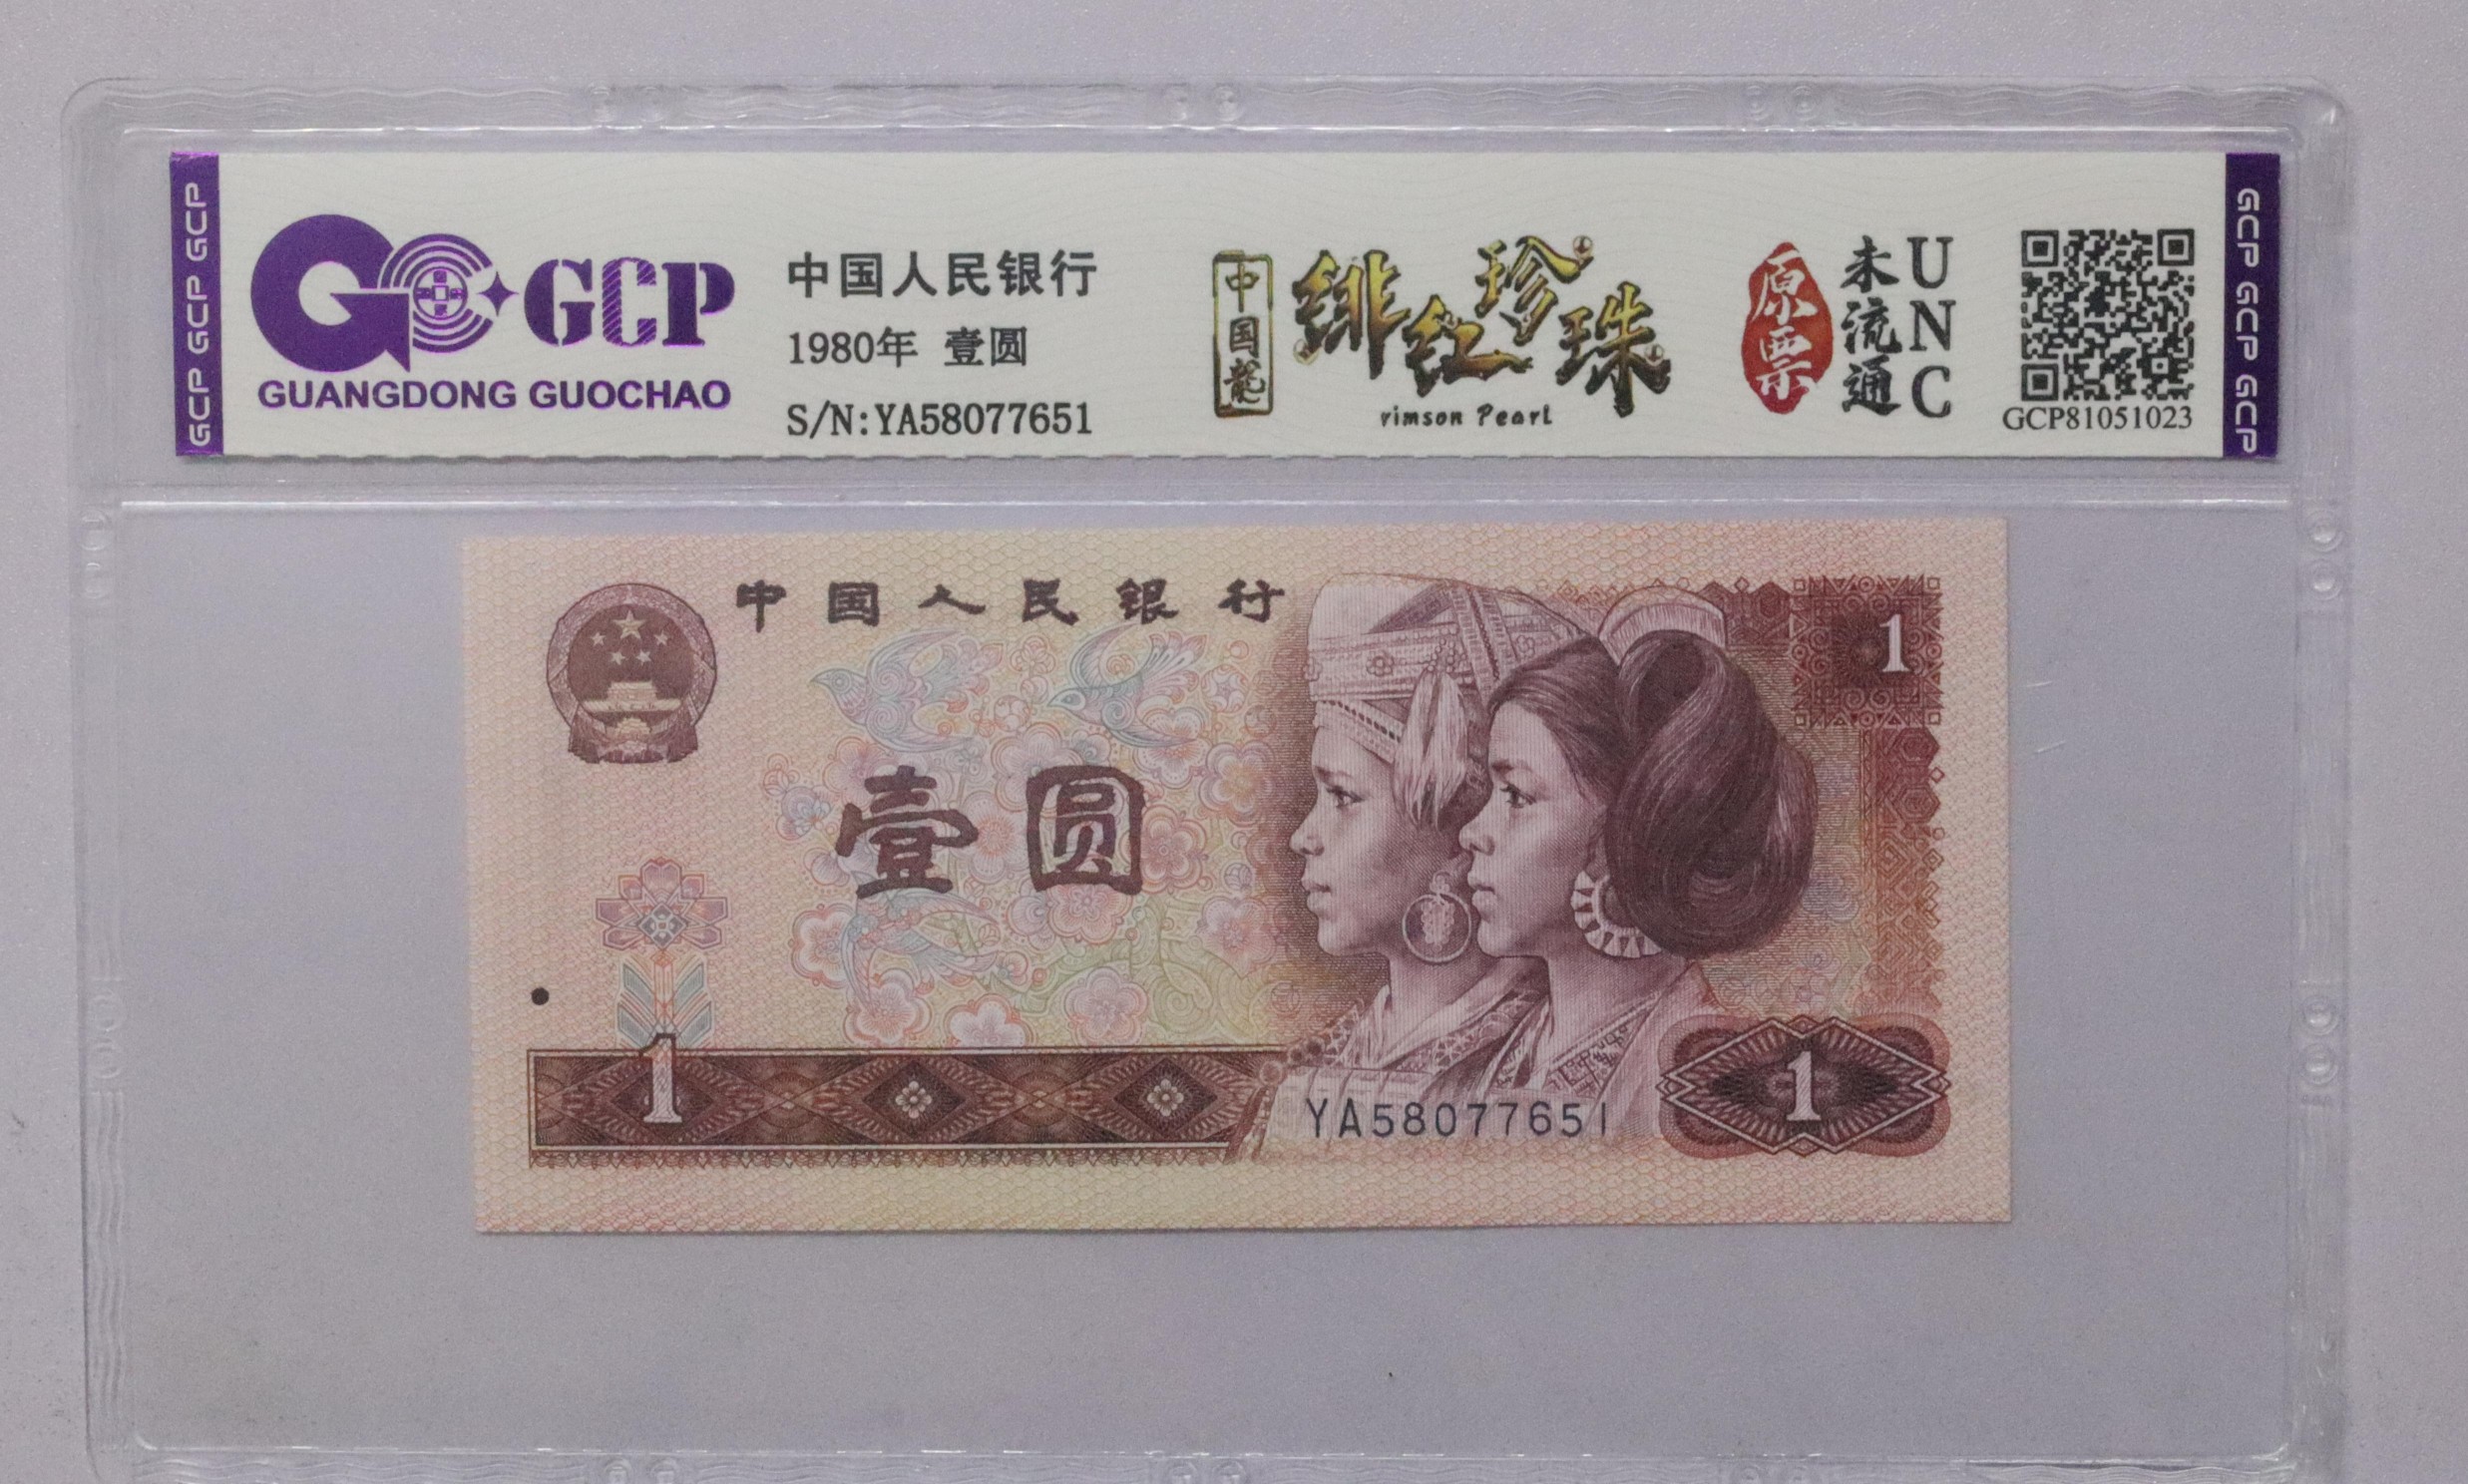 GCP GCP GCP
GCP
GUANGDONG GUOCHAO
中国人民银行
1980年 壹圆
S/N:YA58077651
中国龍
绯红珍珠
rimson Pearl
原票
未流通
UNC
GCP81051023
GCP GCP GCP
中国人民银行
1
壹圆
1
YA58077651
1